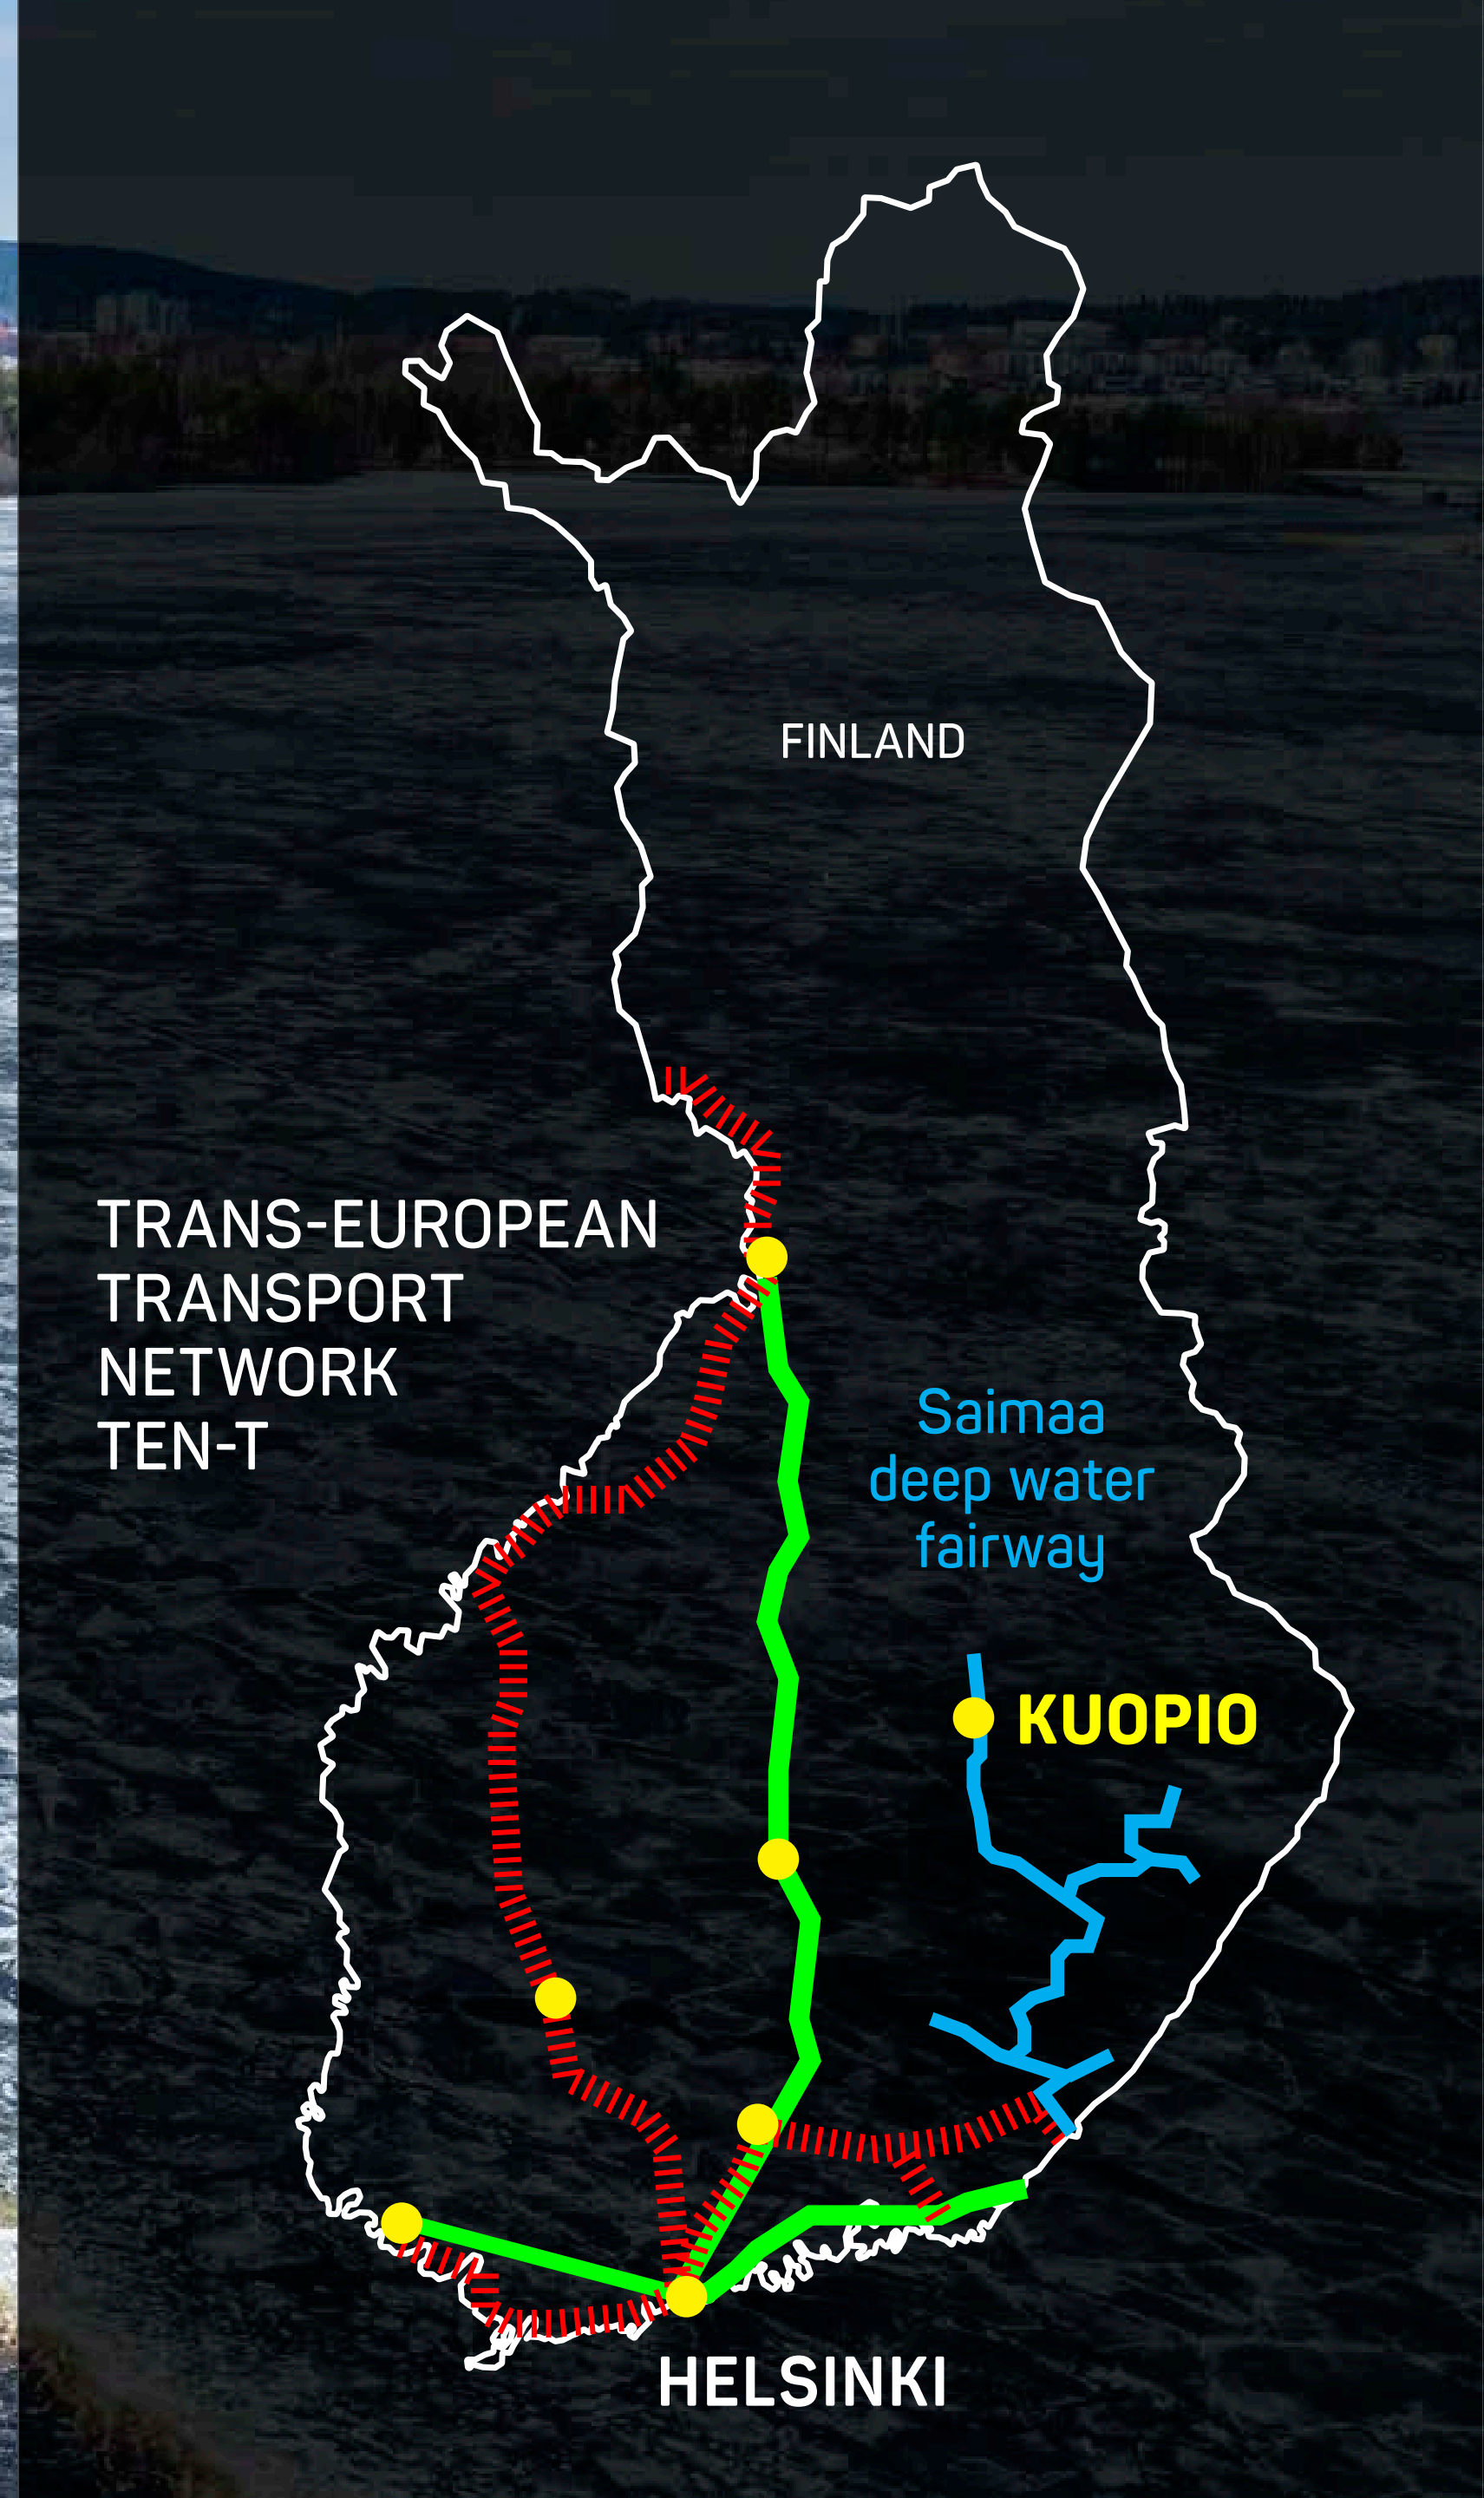 FINLAND
TRANS-EUROPEAN
TRANSPORT
NETWORK
TEN-T
Saimaa
deep water
fairway
KUOPIO
HELSINKI